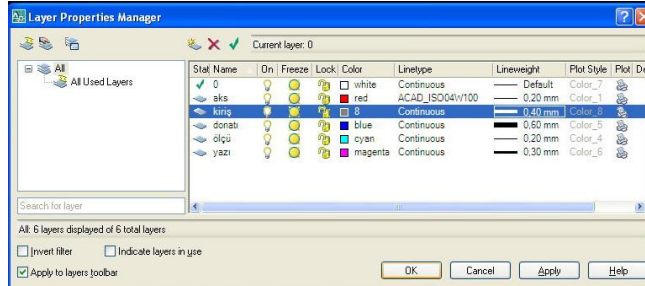 Layer Properties Manager
Current layer: 0
All
All Used Layers
Stat Name On Freeze Lock Color Linetype Lineweight Plot Style Plot De
0 white Continuous Default Color_7
aks red ACAD_ISO04W100 0,20 mm Color_1
kiriş 8 Continuous 0,40 mm Color_8
donatı blue Continuous 0,60 mm Color_5
ölçü cyan Continuous 0,20 mm Color_4
yazı magenta Continuous 0,30 mm Color_6
Search for layer
All: 6 layers displayed of 6 total layers
Invert filter Indicate layers in use
Apply to layers toolbar
OK Cancel Apply Help